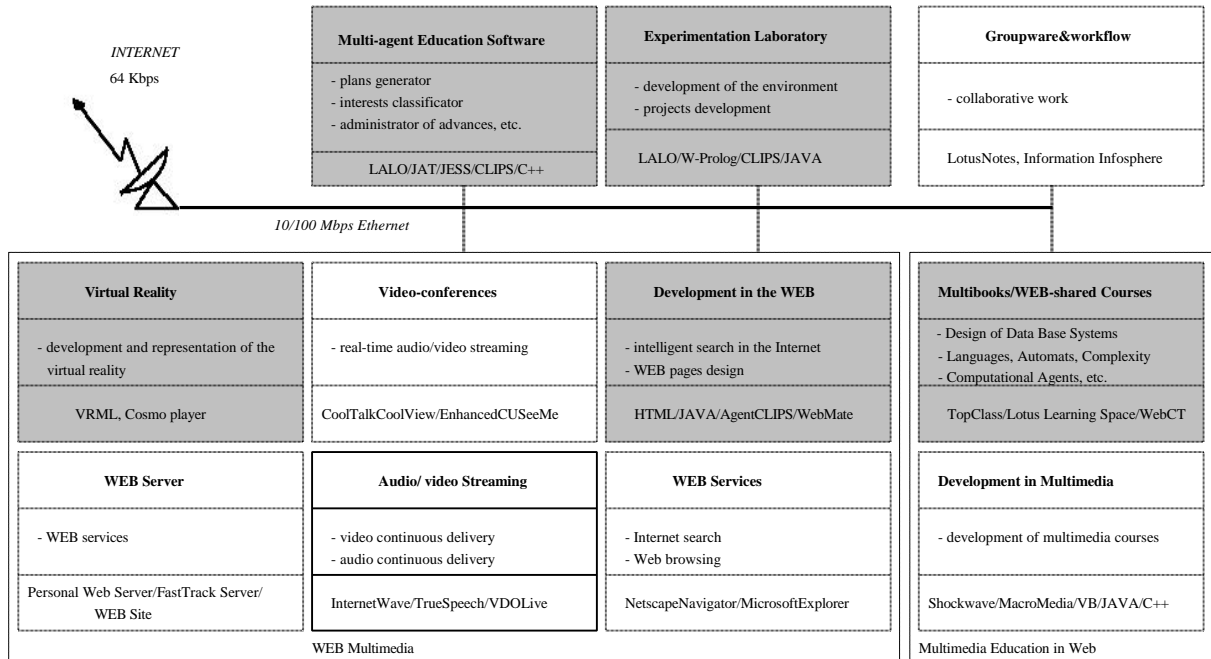 INTERNET
64 Kbps
Multi-agent Education Software
- plans generator
- interests classificator
- administrator of advances, etc.
LALO/JAT/JESS/CLIPS/C++
Experimentation Laboratory
- development of the environment
- projects development
LALO/W-Prolog/CLIPS/JAVA
Groupware&workflow
- collaborative work
LotusNotes, Information Infosphere
10/100 Mbps Ethernet
Virtual Reality
- development and representation of the
virtual reality
VRML, Cosmo player
Video-conferences
- real-time audio/video streaming
CoolTalkCoolView/EnhancedCUSeeMe
Development in the WEB
- intelligent search in the Internet
- WEB pages design
HTML/JAVA/AgentCLIPS/WebMate
Multibooks/WEB-shared Courses
- Design of Data Base Systems
- Languages, Automats, Complexity
- Computational Agents, etc.
TopClass/Lotus Learning Space/WebCT
WEB Server
- WEB services
Personal Web Server/FastTrack Server/
WEB Site
Audio/ video Streaming
- video continuous delivery
- audio continuous delivery
InternetWave/TrueSpeech/VDOLive
WEB Services
- Internet search
- Web browsing
NetscapeNavigator/MicrosoftExplorer
Development in Multimedia
- development of multimedia courses
Shockwave/MacroMedia/VB/JAVA/C++
WEB Multimedia
Multimedia Education in Web